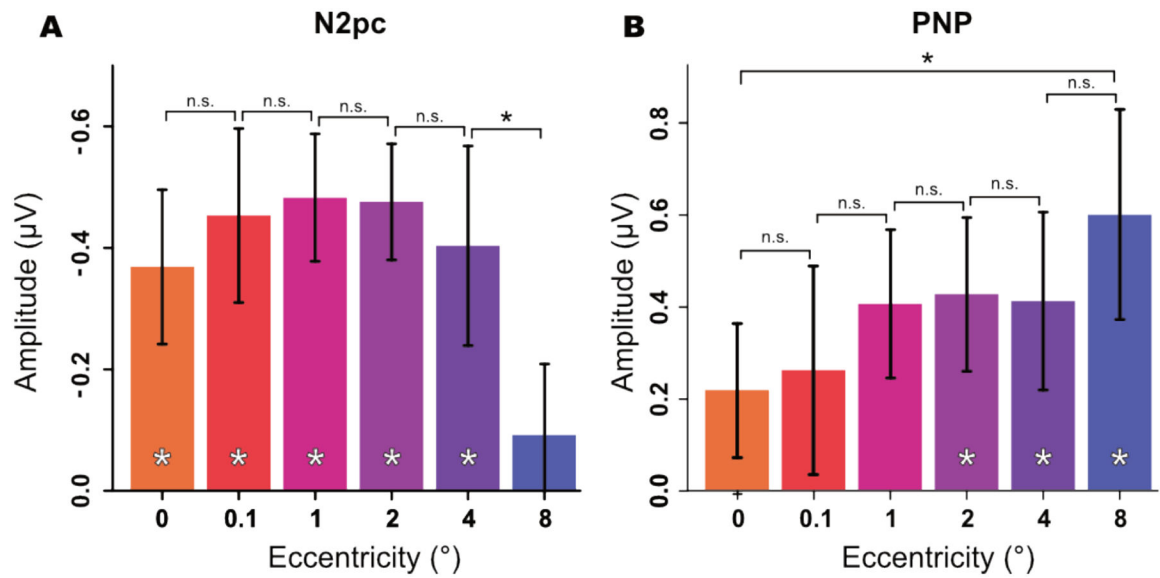 A
N2pc
n.s.
n.s.
n.s.
n.s.
*
Amplitude (µV)
-0.6
-0.4
-0.2
0.0
* * * * *
0 0.1 1 2 4 8
Eccentricity (°)
B
PNP
*
n.s.
n.s.
n.s.
n.s.
n.s.
Amplitude (µV)
0.8
0.6
0.4
0.2
0.0
* * *
0 0.1 1 2 4 8
Eccentricity (°)